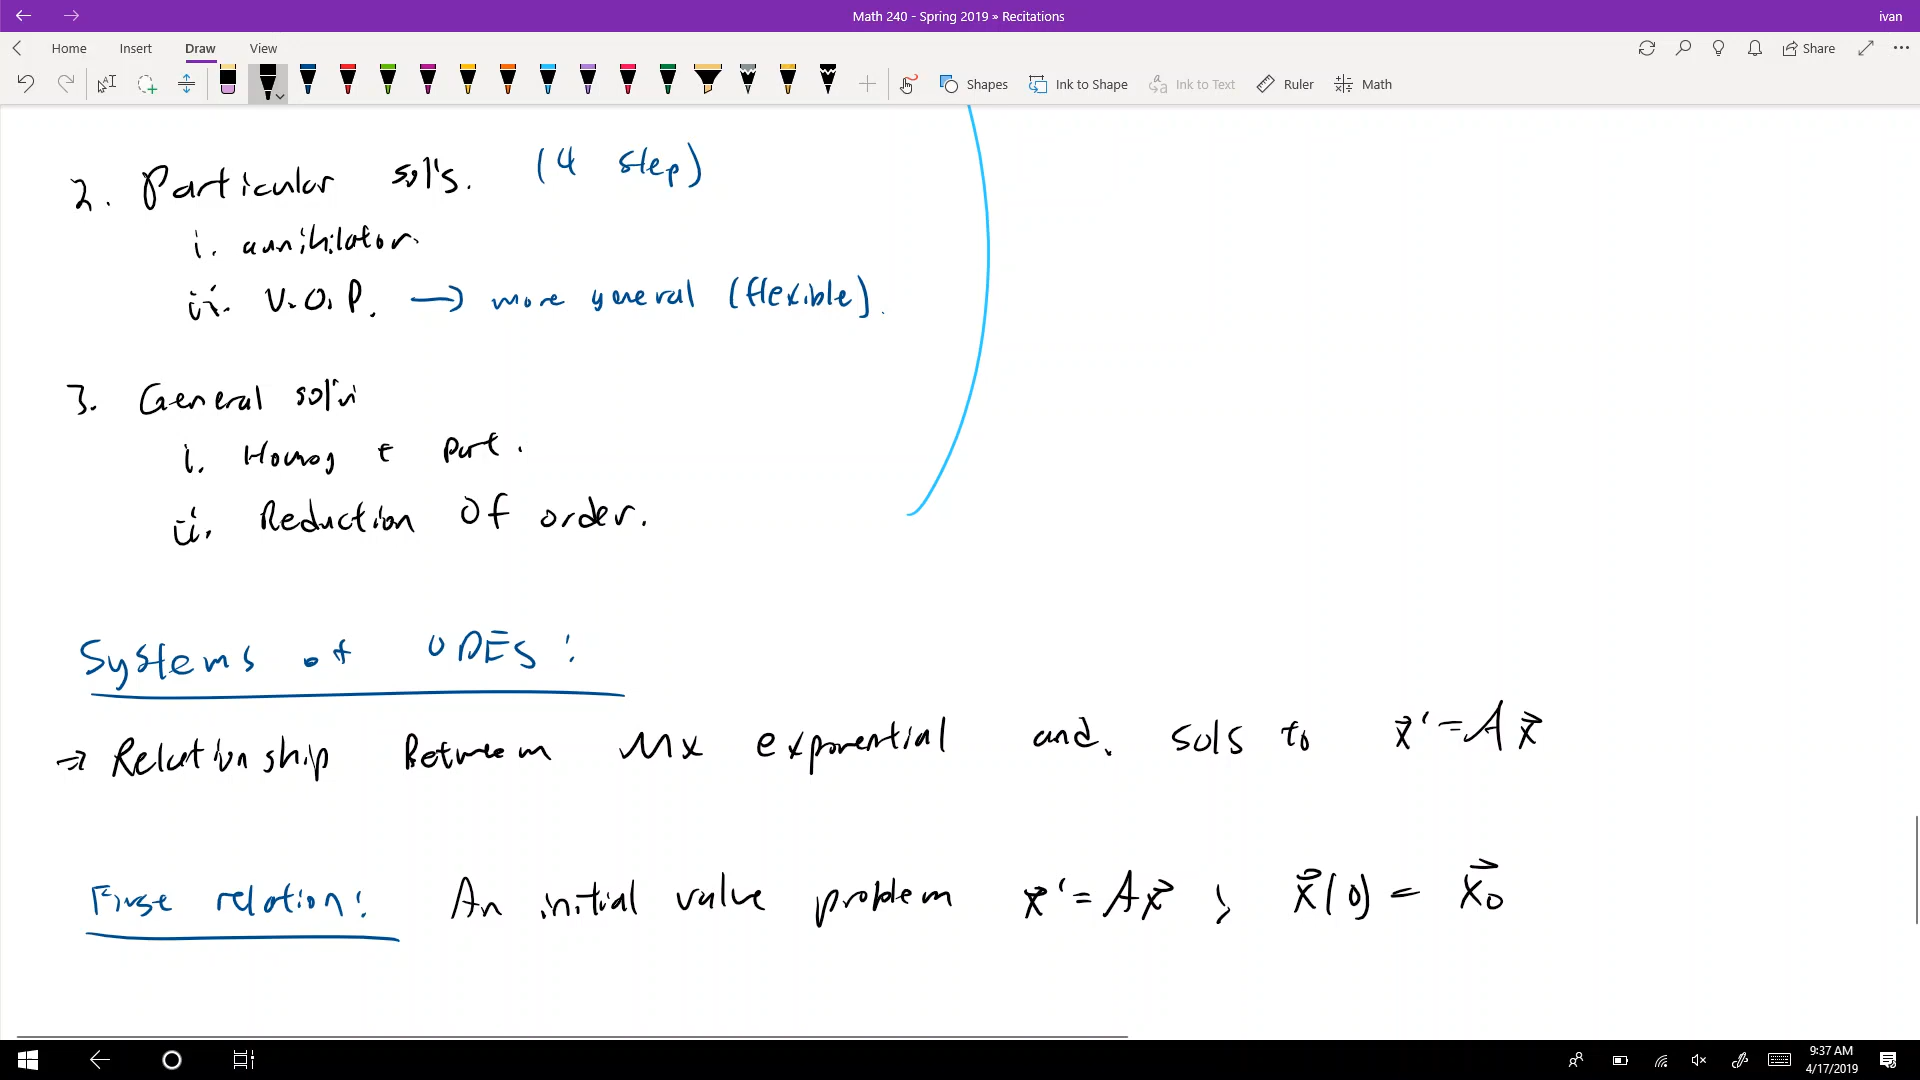 Math 240 - Spring 2019 » Recitations
ivan
Home Insert Draw View
Share
Shapes Ink to Shape Ink to Text Ruler Math
2. Particular sol's. (4 step)
i. annihilator.
ii. V.O.P. → more general (flexible).
3. General sol'n
i. Homog + part.
ii. Reduction Of order.
Systems of ODEs:
→ Relationship Between Mx exponential and. sols to x⃗' = A x⃗
First relation: An initial value problem x⃗' = Ax⃗ ; x⃗(0) = x⃗₀
9:37 AM
4/17/2019